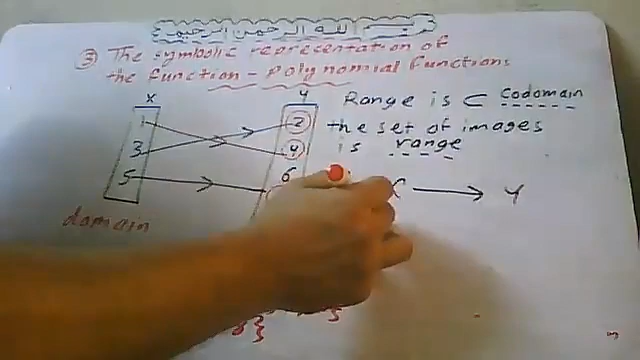 بسم الله الرحمن الرحيم
③ The symbolic representation of
the function - polynomial functions
X
Y
1
3
5
2
4
6
domain
Range is ⊂ codomain
the set of images
is range
⟶ Y